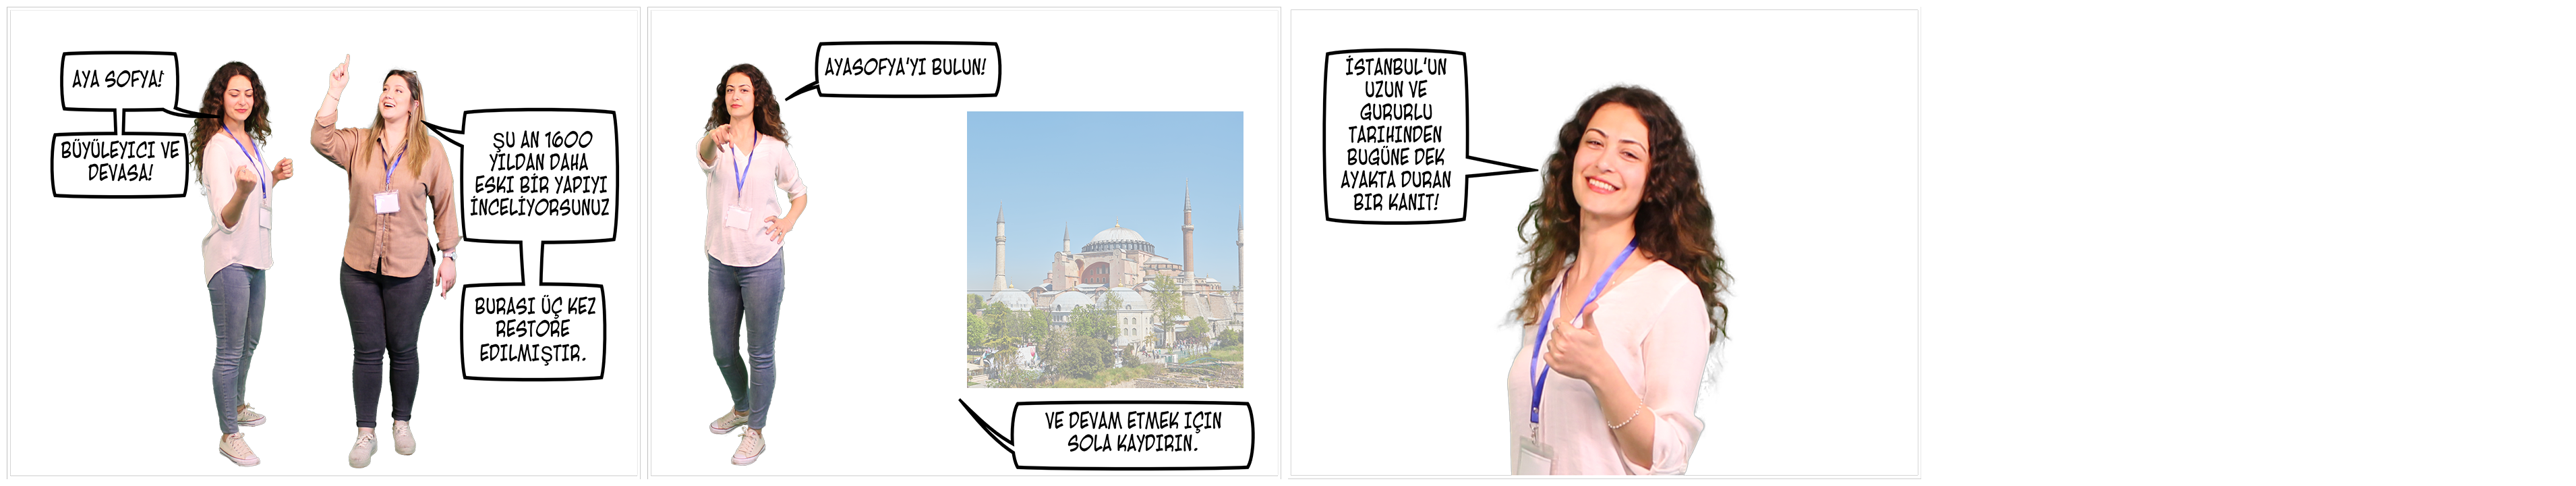 AYA SOFYA!
BÜYÜLEYICI VE
DEVASA!
ŞU AN 1600
YILDAN DAHA
ESKI BİR YAPIYI
İNCELİYORSUNUZ
BURASI ÜÇ KEZ
RESTORE
EDILMIŞTIR.
AYASOFYA'YI BULUN!
VE DEVAM ETMEK IÇIN
SOLA KAYDIRIN.
İSTANBUL'UN
UZUN VE
GURURLU
TARIHINDEN
BUGÜNE DEK
AYAKTA DURAN
BIR KANIT!